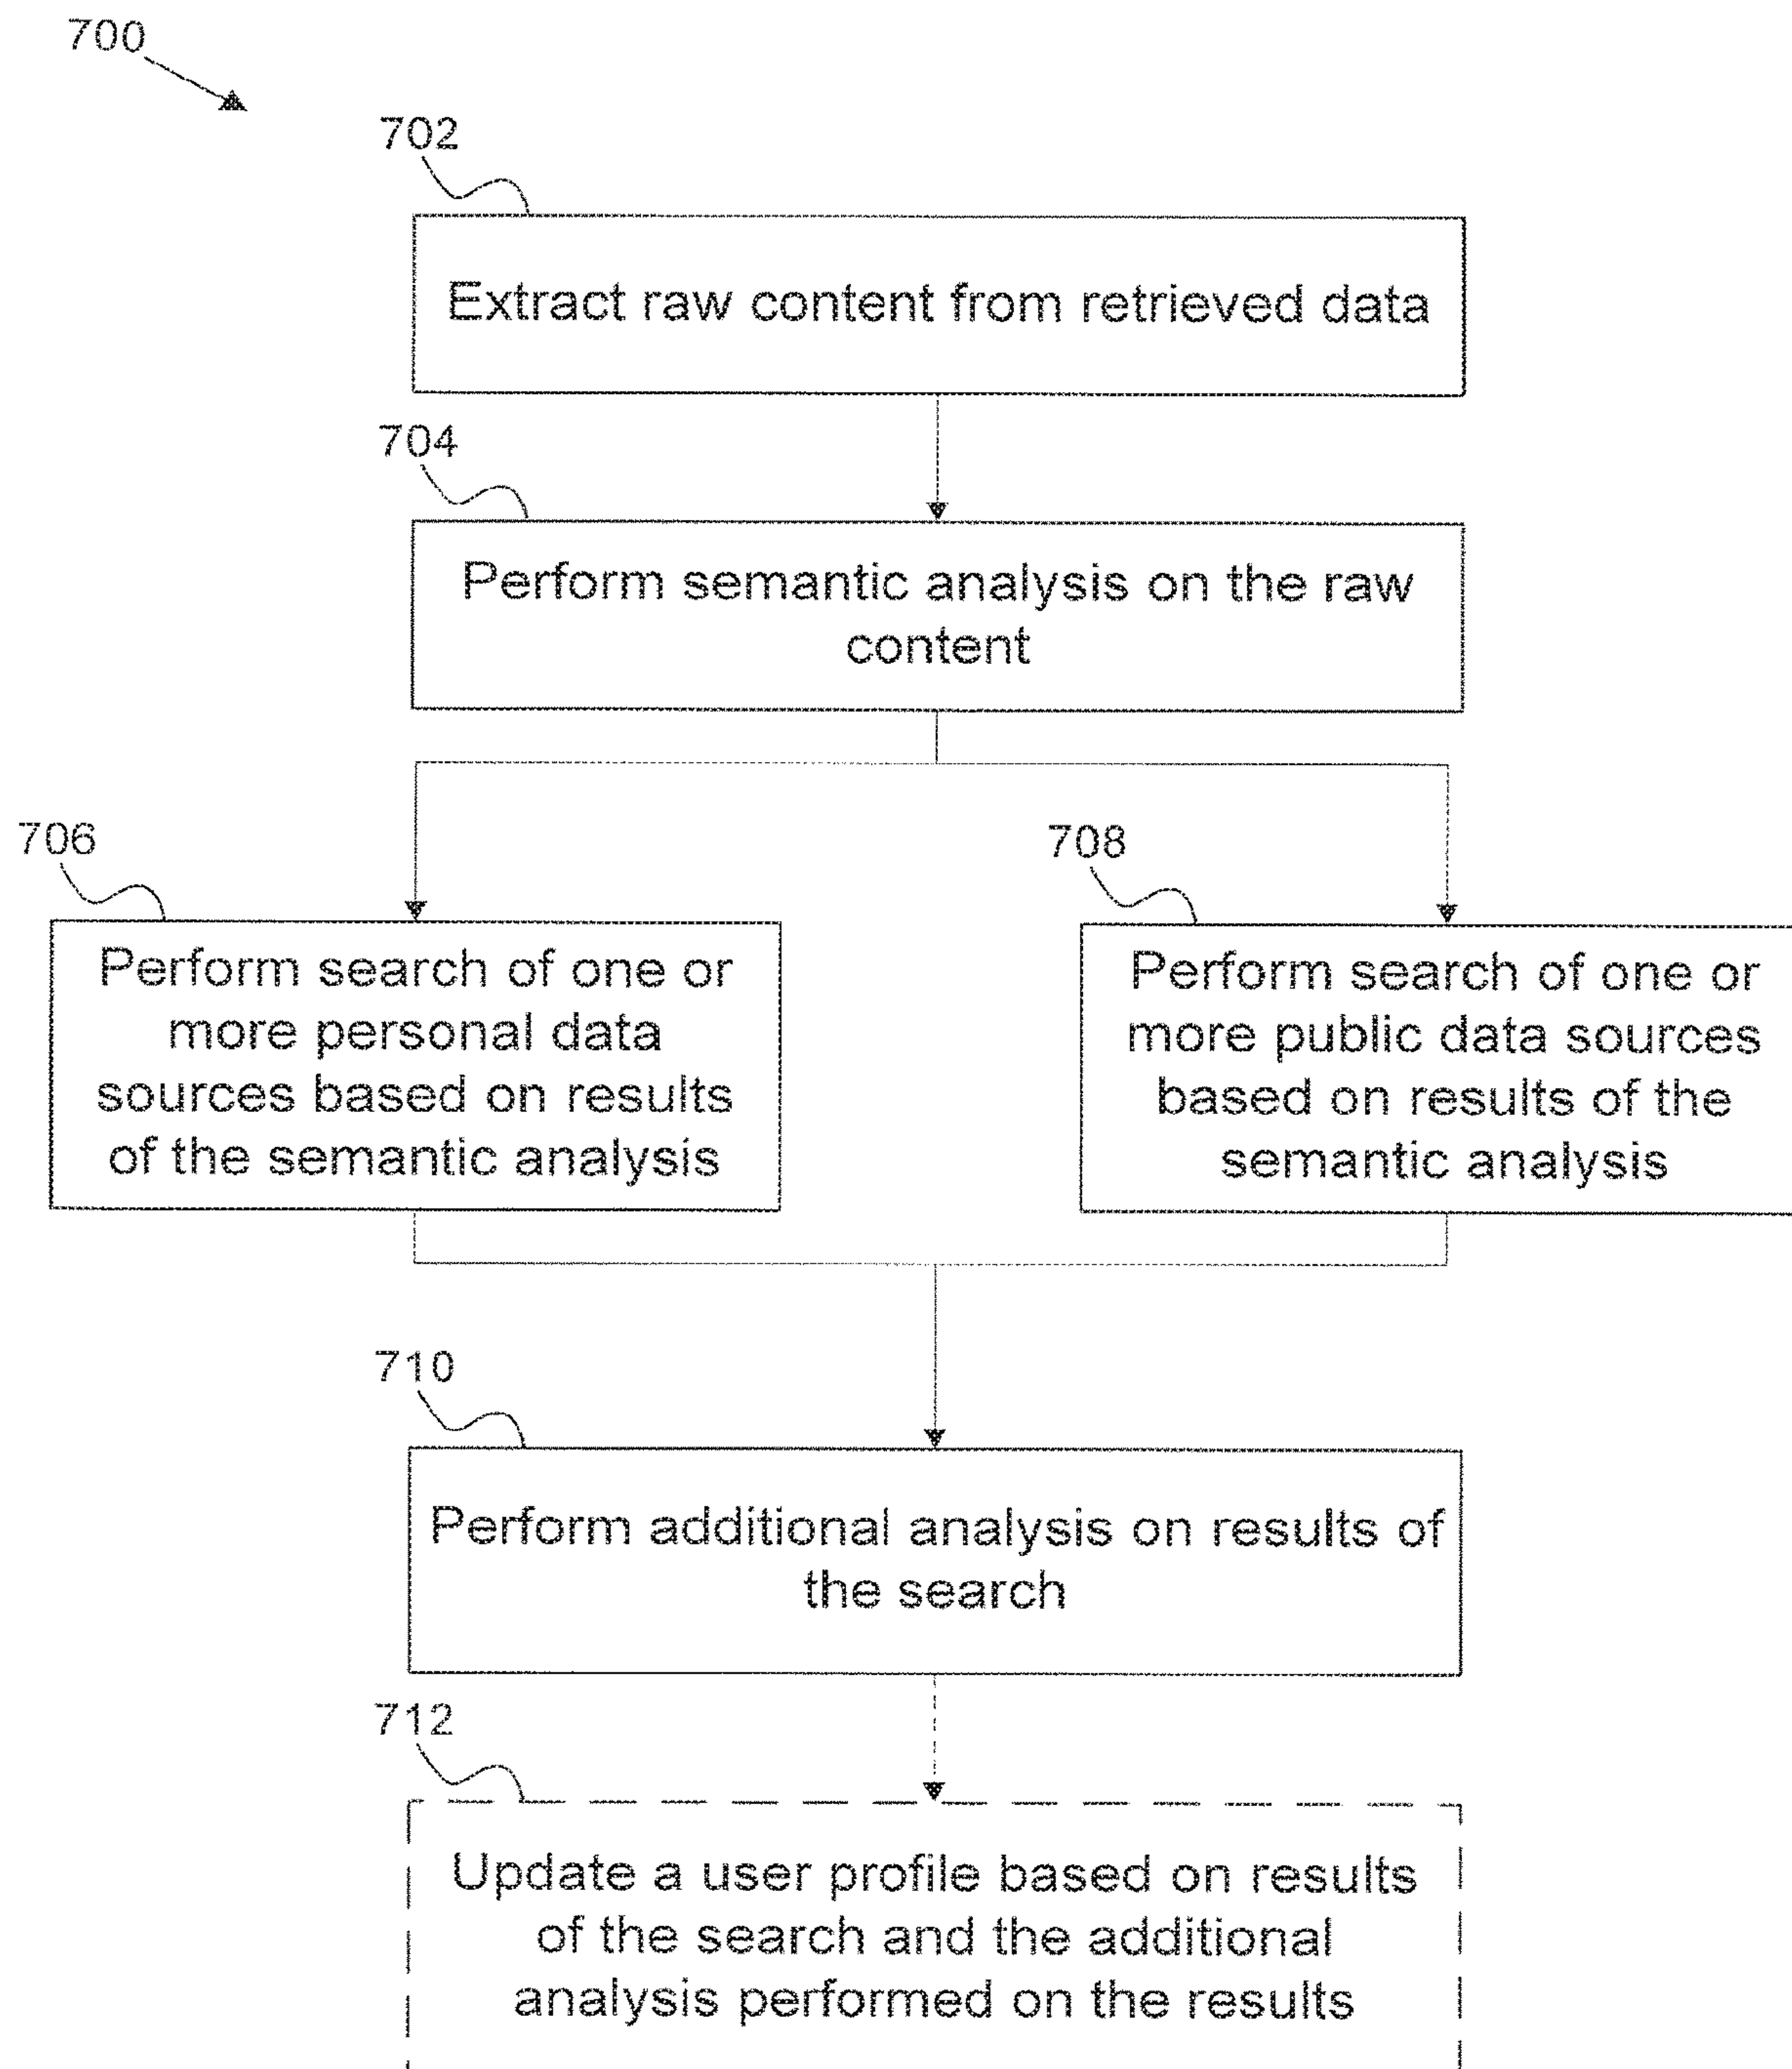 700
702
Extract raw content from retrieved data
704
Perform semantic analysis on the raw
content
706
Perform search of one or
more personal data
sources based on results
of the semantic analysis
708
Perform search of one or
more public data sources
based on results of the
semantic analysis
710
Perform additional analysis on results of
the search
712
Update a user profile based on results
of the search and the additional
analysis performed on the results